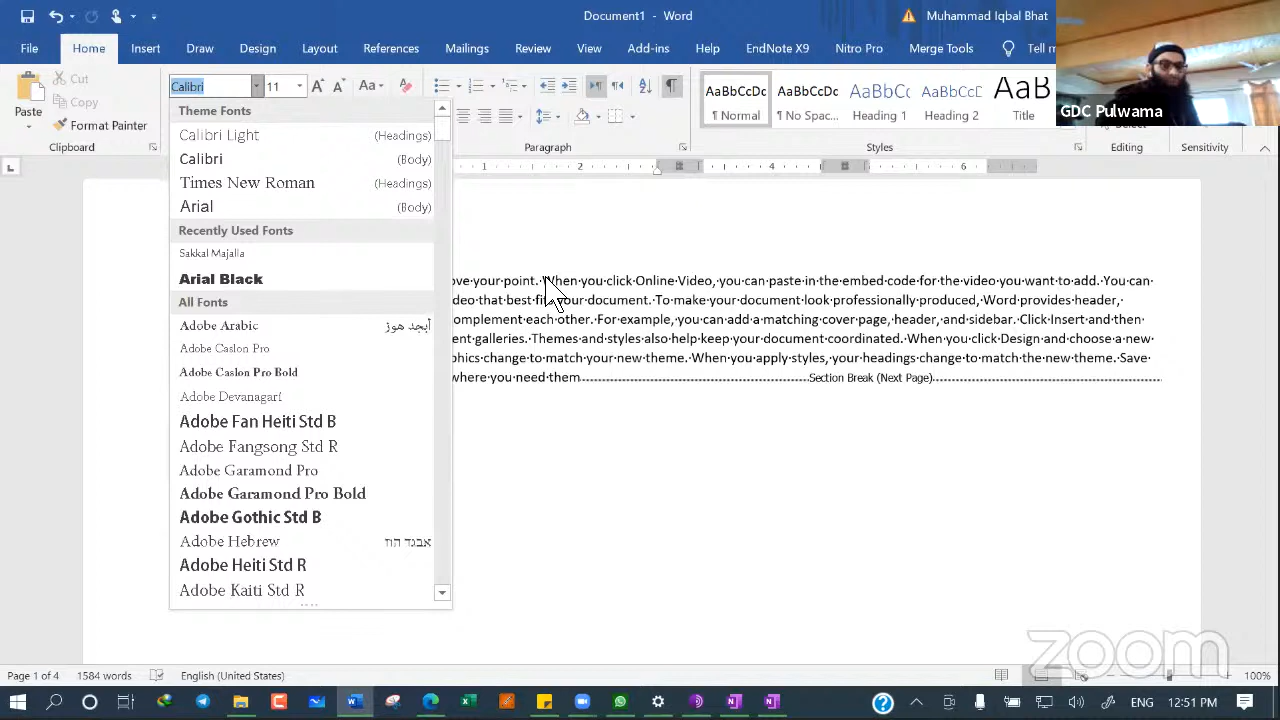 Document1 - Word
Muhammad Iqbal Bhat
File Home Insert Draw Design Layout References Mailings Review View Add-ins Help EndNote X9 Nitro Pro Merge Tools Tell m
GDC Pulwama
Paste
Cut
Copy
Format Painter
Calibri 11
Aa
AaBbCcDc AaBbCcDc AaBbCc AaBbCcD AaB
¶ Normal ¶ No Spac... Heading 1 Heading 2 Title
Clipboard Paragraph Styles Editing Sensitivity
Theme Fonts
Calibri Light (Headings)
Calibri (Body)
Times New Roman (Headings)
Arial (Body)
Recently Used Fonts
Sakkal Majalla
Arial Black
All Fonts
Adobe Arabic أبجد هوز
Adobe Caslon Pro
Adobe Caslon Pro Bold
Adobe Devanagari
Adobe Fan Heiti Std B
Adobe Fangsong Std R
Adobe Garamond Pro
Adobe Garamond Pro Bold
Adobe Gothic Std B
Adobe Hebrew אבגד הוז
Adobe Heiti Std R
Adobe Kaiti Std R
1 2 4 6
ove·your·point.·When·you·click·Online·Video,·you·can·paste·in·the·embed·code·for·the·video·you·want·to·add.·You·can·
deo·that·best·fits·your·document.·To·make·your·document·look·professionally·produced,·Word·provides·header,·
omplement·each·other.·For·example,·you·can·add·a·matching·cover·page,·header,·and·sidebar.·Click·Insert·and·then·
ent·galleries.·Themes·and·styles·also·help·keep·your·document·coordinated.·When·you·click·Design·and·choose·a·new·
phics·change·to·match·your·new·theme.·When·you·apply·styles,·your·headings·change·to·match·the·new·theme.·Save·
where·you·need·them Section Break (Next Page)
zoom
Page 1 of 4 1584 words English (United States) 100%
ENG 12:51 PM